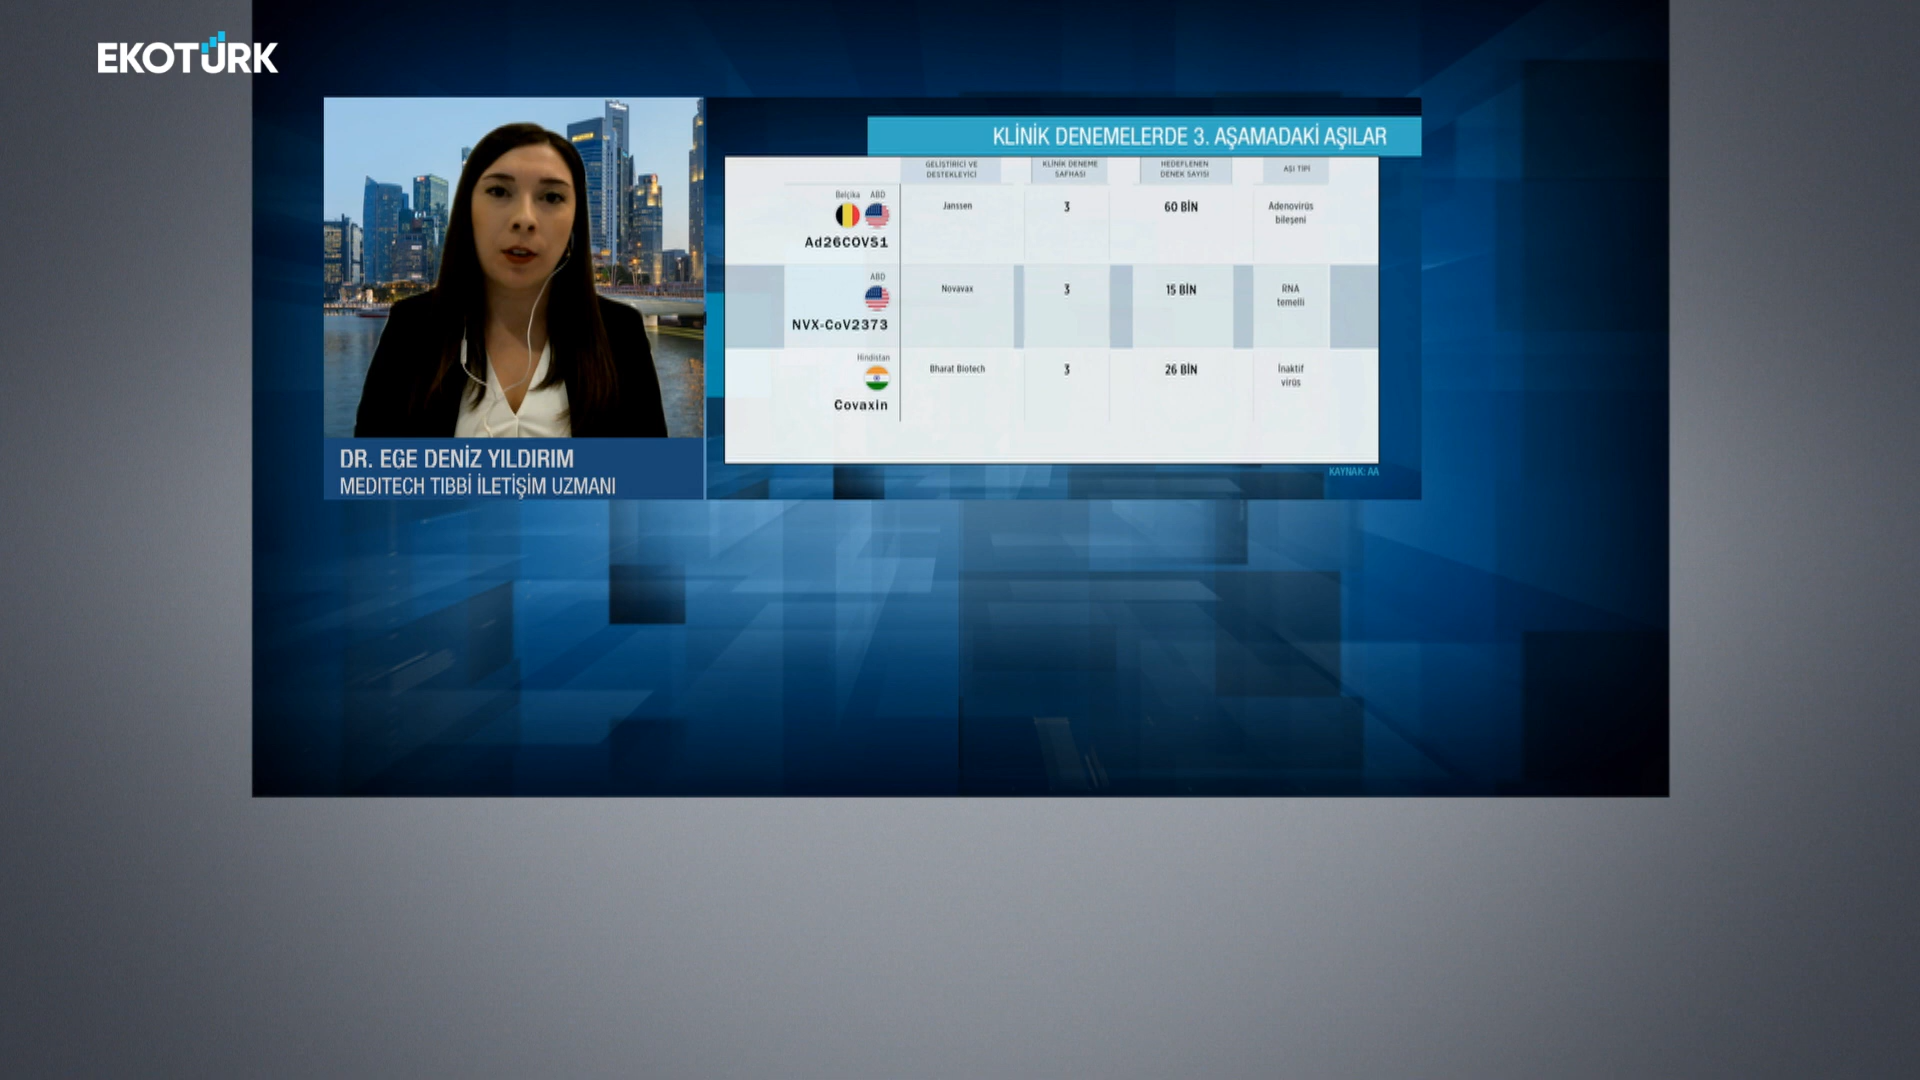 EKOTÜRK
KLİNİK DENEMELERDE 3. AŞAMADAKİ AŞILAR
GELİŞTİRİCİ VE
DESTEKLEYİCİ
KLİNİK DENEME
SAFHASI
HEDEFLENEN
DENEK SAYISI
AŞI TİPİ
Belçika ABD
Ad26COVS1
Janssen
3
60 BİN
Adenovirüs
bileşeni
ABD
NVX-CoV2373
Novavax
3
15 BİN
RNA
temelli
Hindistan
Covaxin
Bharat Biotech
3
26 BİN
İnaktif
virüs
KAYNAK: AA
DR. EGE DENİZ YILDIRIM
MEDITECH TIBBİ İLETİŞİM UZMANI